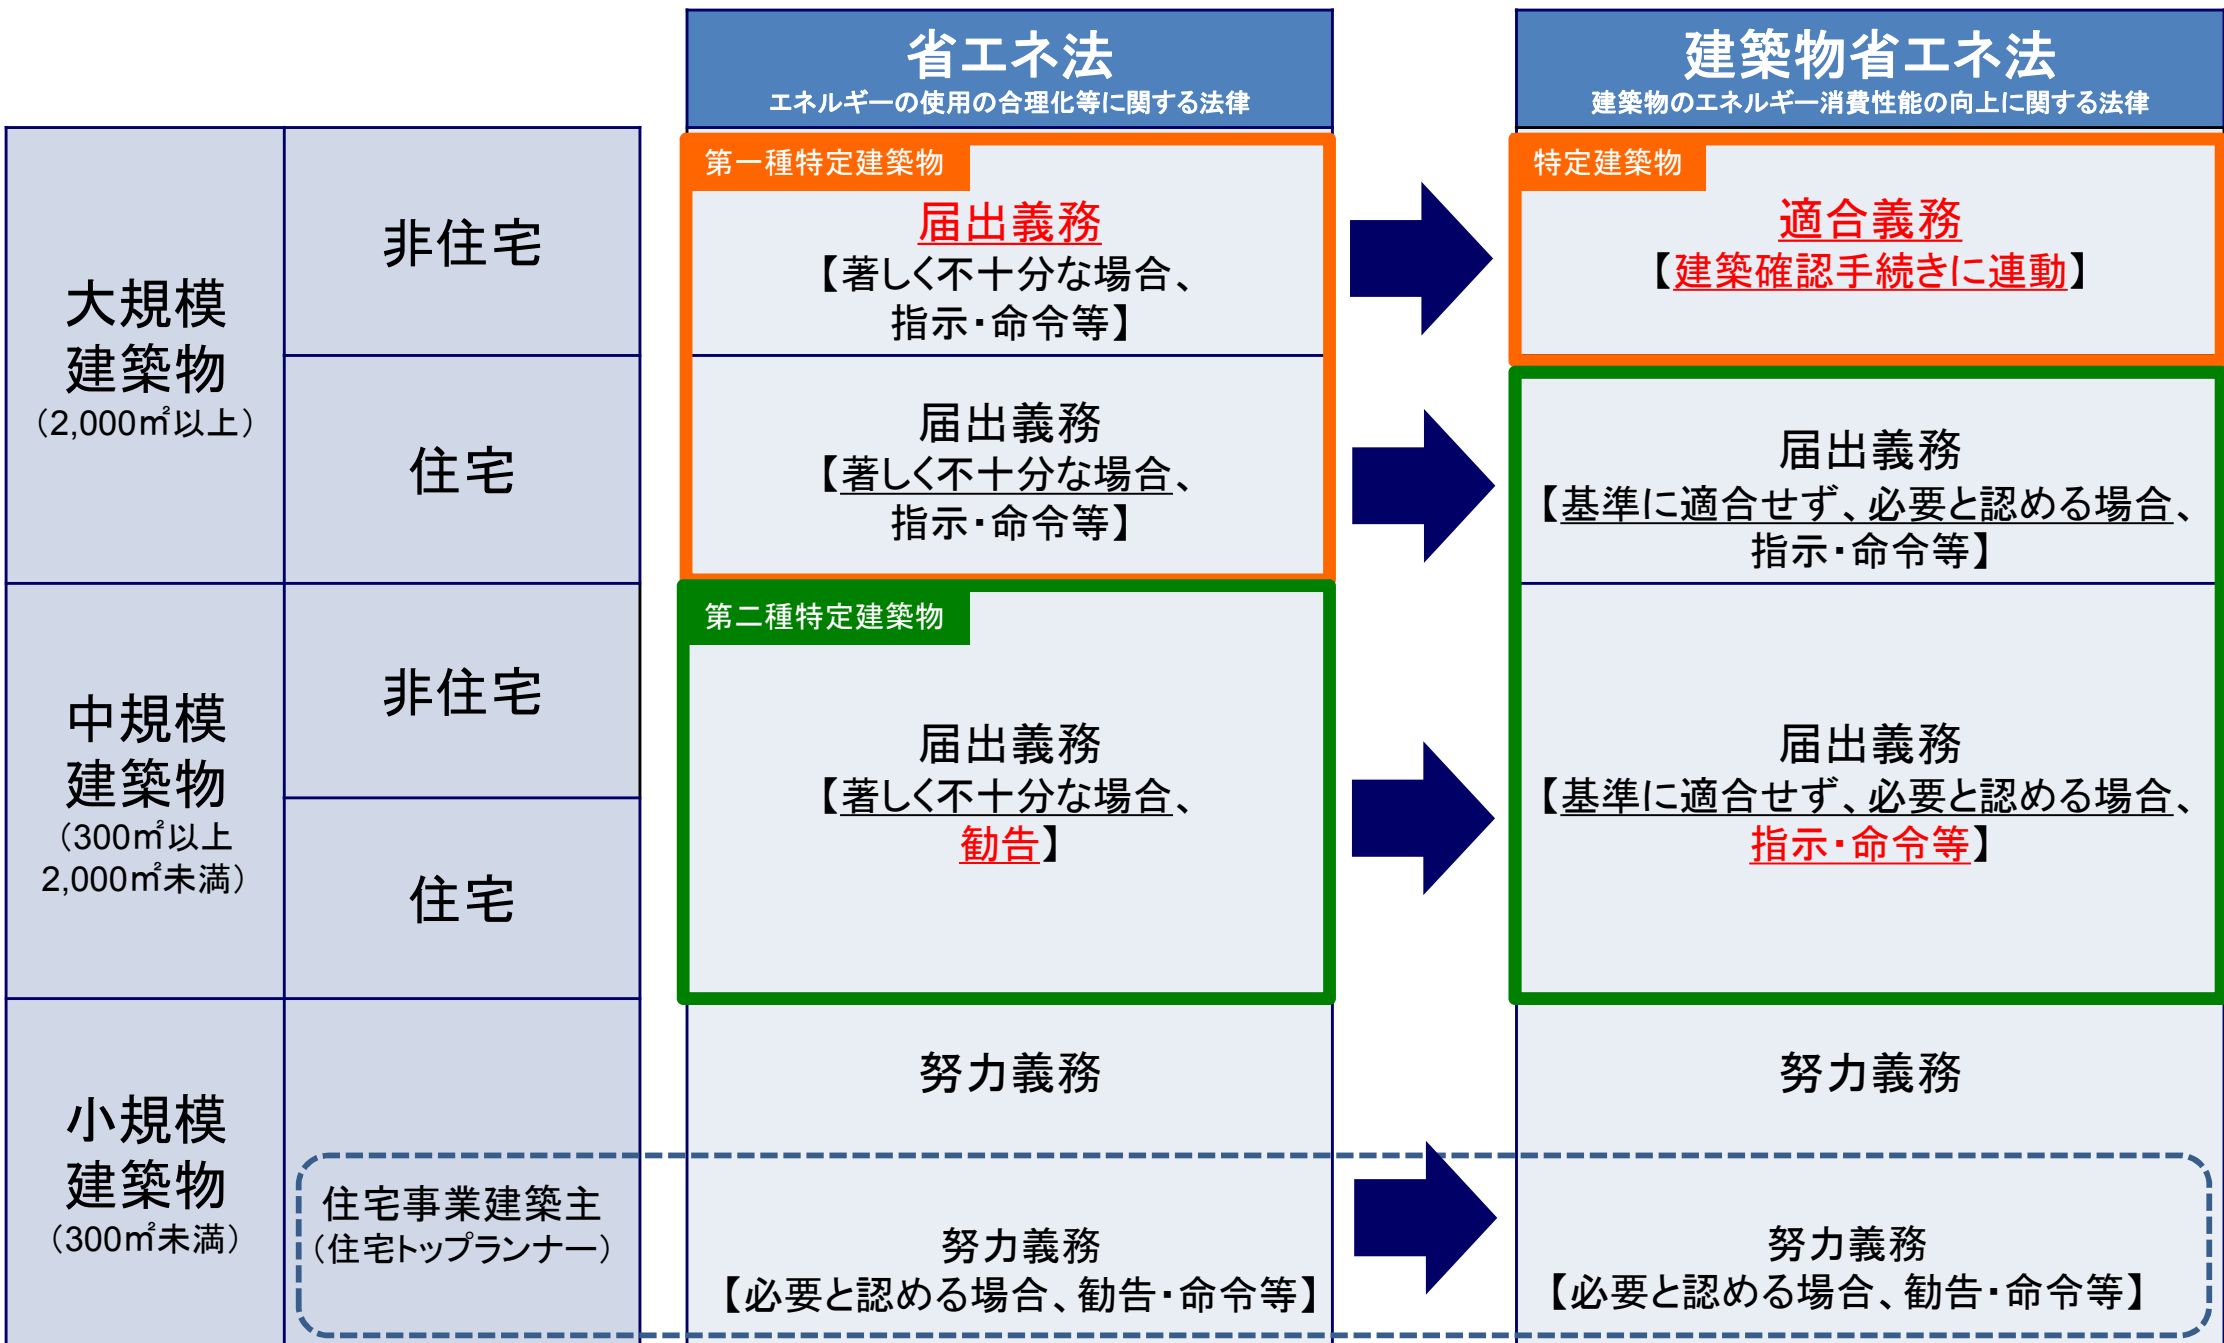 省エネ法
エネルギーの使用の合理化等に関する法律
建築物省エネ法
建築物のエネルギー消費性能の向上に関する法律
大規模
建築物
（2,000㎡以上）
非住宅
第一種特定建築物
届出義務
【著しく不十分な場合、
指示・命令等】
特定建築物
適合義務
【建築確認手続きに連動】
住宅
届出義務
【著しく不十分な場合、
指示・命令等】
届出義務
【基準に適合せず、必要と認める場合、
指示・命令等】
中規模
建築物
（300㎡以上
2,000㎡未満）
非住宅
住宅
第二種特定建築物
届出義務
【著しく不十分な場合、
勧告】
届出義務
【基準に適合せず、必要と認める場合、
指示・命令等】
小規模
建築物
（300㎡未満）
努力義務
努力義務
住宅事業建築主
（住宅トップランナー）
努力義務
【必要と認める場合、勧告・命令等】
努力義務
【必要と認める場合、勧告・命令等】